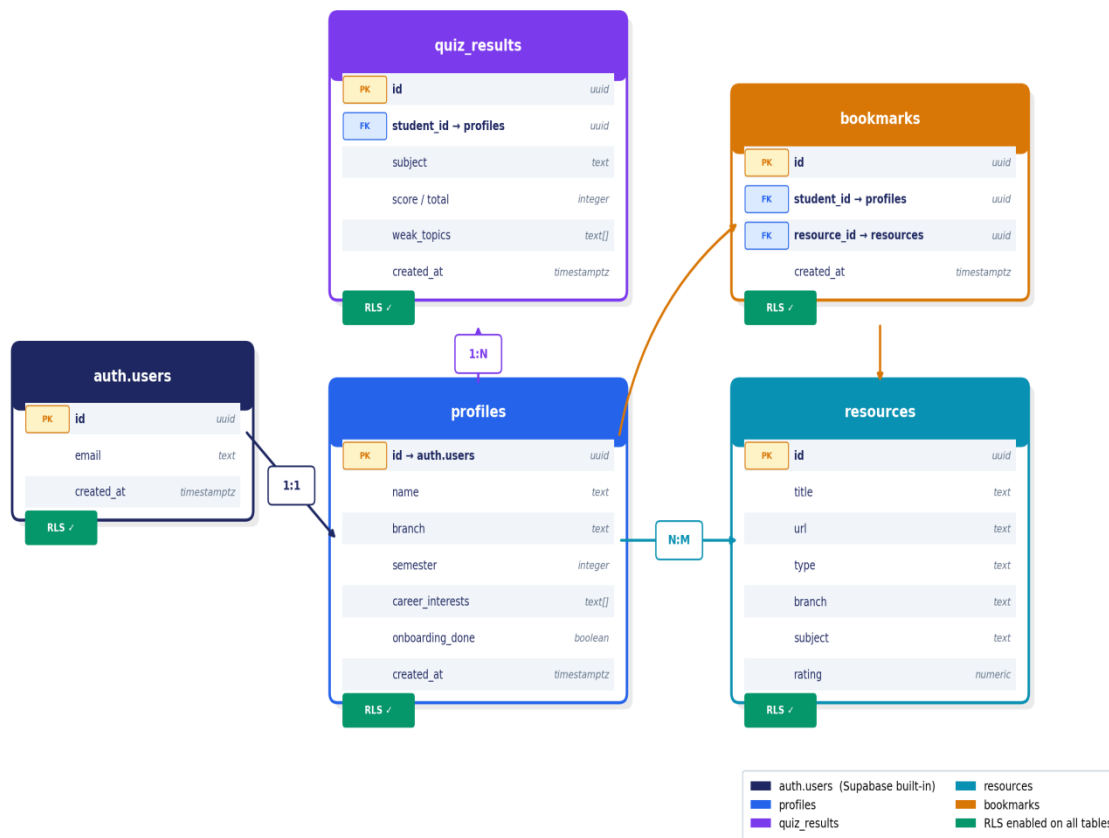 quiz_results
PK id uuid
FK student_id → profiles uuid
subject text
score / total integer
weak_topics text[]
created_at timestamptz
RLS ✓
bookmarks
PK id uuid
FK student_id → profiles uuid
FK resource_id → resources uuid
created_at timestamptz
RLS ✓
auth.users
PK id uuid
email text
created_at timestamptz
RLS ✓
1:1
1:N
profiles
PK id → auth.users uuid
name text
branch text
semester integer
career_interests text[]
onboarding_done boolean
created_at timestamptz
RLS ✓
N:M
resources
PK id uuid
title text
url text
type text
branch text
subject text
rating numeric
RLS ✓
auth.users (Supabase built-in)
profiles
quiz_results
resources
bookmarks
RLS enabled on all tables